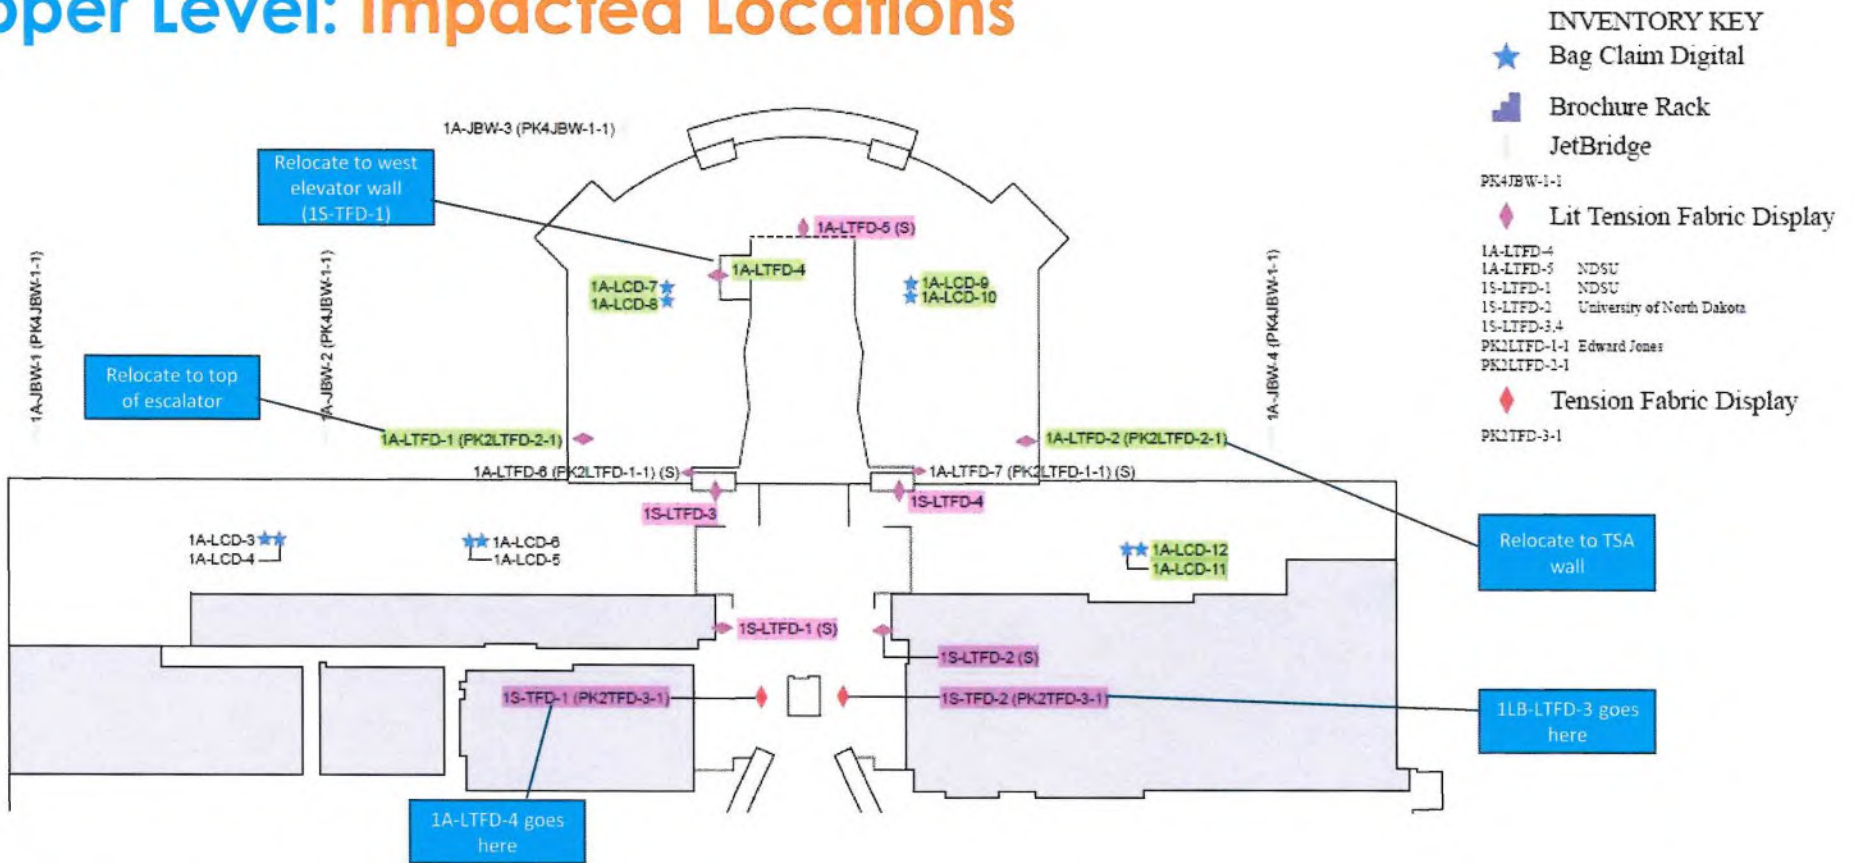 pper Level: Impacted Locations
INVENTORY KEY
Bag Claim Digital
Brochure Rack
JetBridge
PK4JBW-1-1
Lit Tension Fabric Display
1A-LTFD-4
1A-LTFD-5 NDSU
1S-LTFD-1 NDSU
1S-LTFD-2 University of North Dakota
1S-LTFD-3,4
PK2LTFD-1-1 Edward Jones
PK2LTFD-2-1
Tension Fabric Display
PK2TFD-3-1
1A-JBW-3 (PK4JBW-1-1)
Relocate to west
elevator wall
(1S-TFD-1)
1A-LTFD-5 (S)
1A-LTFD-4
1A-LCD-7
1A-LCD-8
1A-LCD-9
1A-LCD-10
1A-JBW-1 (PK4JBW-1-1)
1A-JBW-2 (PK4JBW-1-1)
1A-JBW-4 (PK4JBW-1-1)
Relocate to top
of escalator
1A-LTFD-1 (PK2LTFD-2-1)
1A-LTFD-2 (PK2LTFD-2-1)
1A-LTFD-6 (PK2LTFD-1-1) (S)
1A-LTFD-7 (PK2LTFD-1-1) (S)
1S-LTFD-3
1S-LTFD-4
1A-LCD-3
1A-LCD-4
1A-LCD-6
1A-LCD-5
1A-LCD-12
1A-LCD-11
Relocate to TSA
wall
1S-LTFD-1 (S)
1S-LTFD-2 (S)
1S-TFD-1 (PK2TFD-3-1)
1S-TFD-2 (PK2TFD-3-1)
1LB-LTFD-3 goes
here
1A-LTFD-4 goes
here